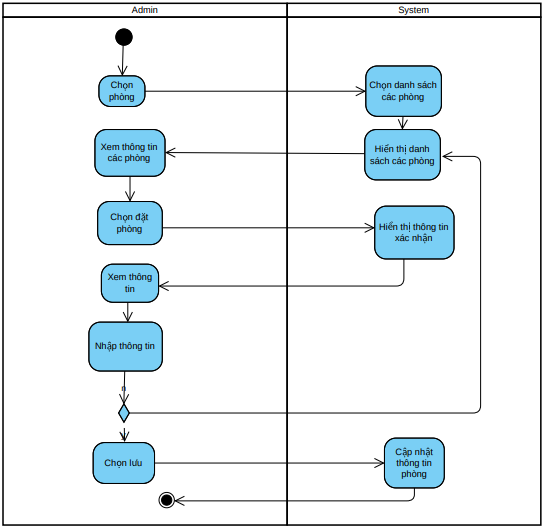 Admin
System
Chọn
phòng
Chọn danh sách
các phòng
Xem thông tin
các phòng
Hiển thị danh
sách các phòng
Chọn đặt
phòng
Hiển thị thông tin
xác nhận
Xem thông
tin
Nhập thông tin
n
Chọn lưu
Cập nhật
thông tin
phòng